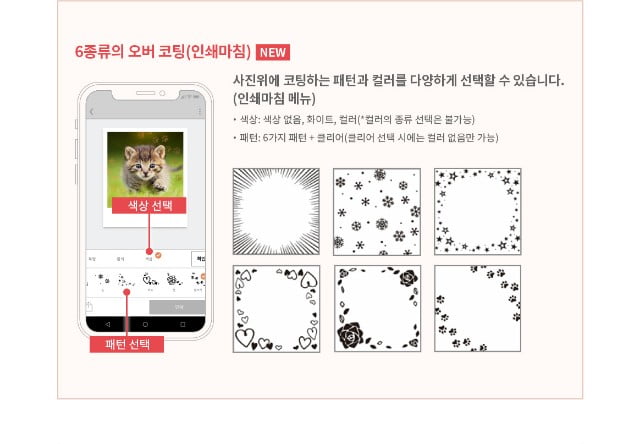 6종류의 오버 코팅(인쇄마침) NEW
사진위에 코팅하는 패턴과 컬러를 다양하게 선택할 수 있습니다.
(인쇄마침 메뉴)
• 색상: 색상 없음, 화이트, 컬러(*컬러의 종류 선택은 불가능)
• 패턴: 6가지 패턴 + 클리어(클리어 선택 시에는 컬러 없음만 가능)
색상 선택
패턴 선택